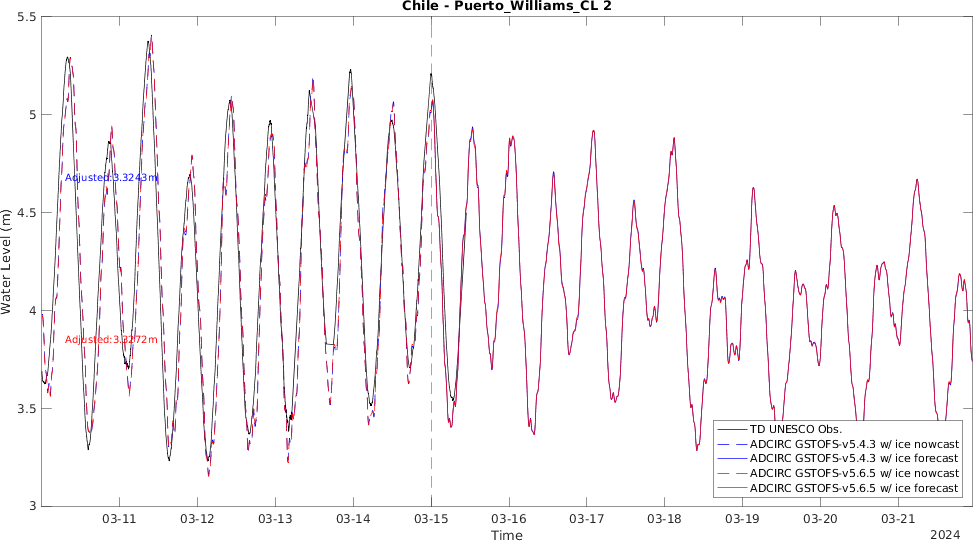 Chile - Puerto_Williams_CL 2
5.5
5
4.5
4
3.5
3
Water Level (m)
Adjusted:3.3243m
Adjusted:3.3272m
TD UNESCO Obs.
ADCIRC GSTOFS-v5.4.3 w/ ice nowcast
ADCIRC GSTOFS-v5.4.3 w/ ice forecast
ADCIRC GSTOFS-v5.6.5 w/ ice nowcast
ADCIRC GSTOFS-v5.6.5 w/ ice forecast
03-11 03-12 03-13 03-14 03-15 03-16 03-17 03-18 03-19 03-20 03-21
Time
2024